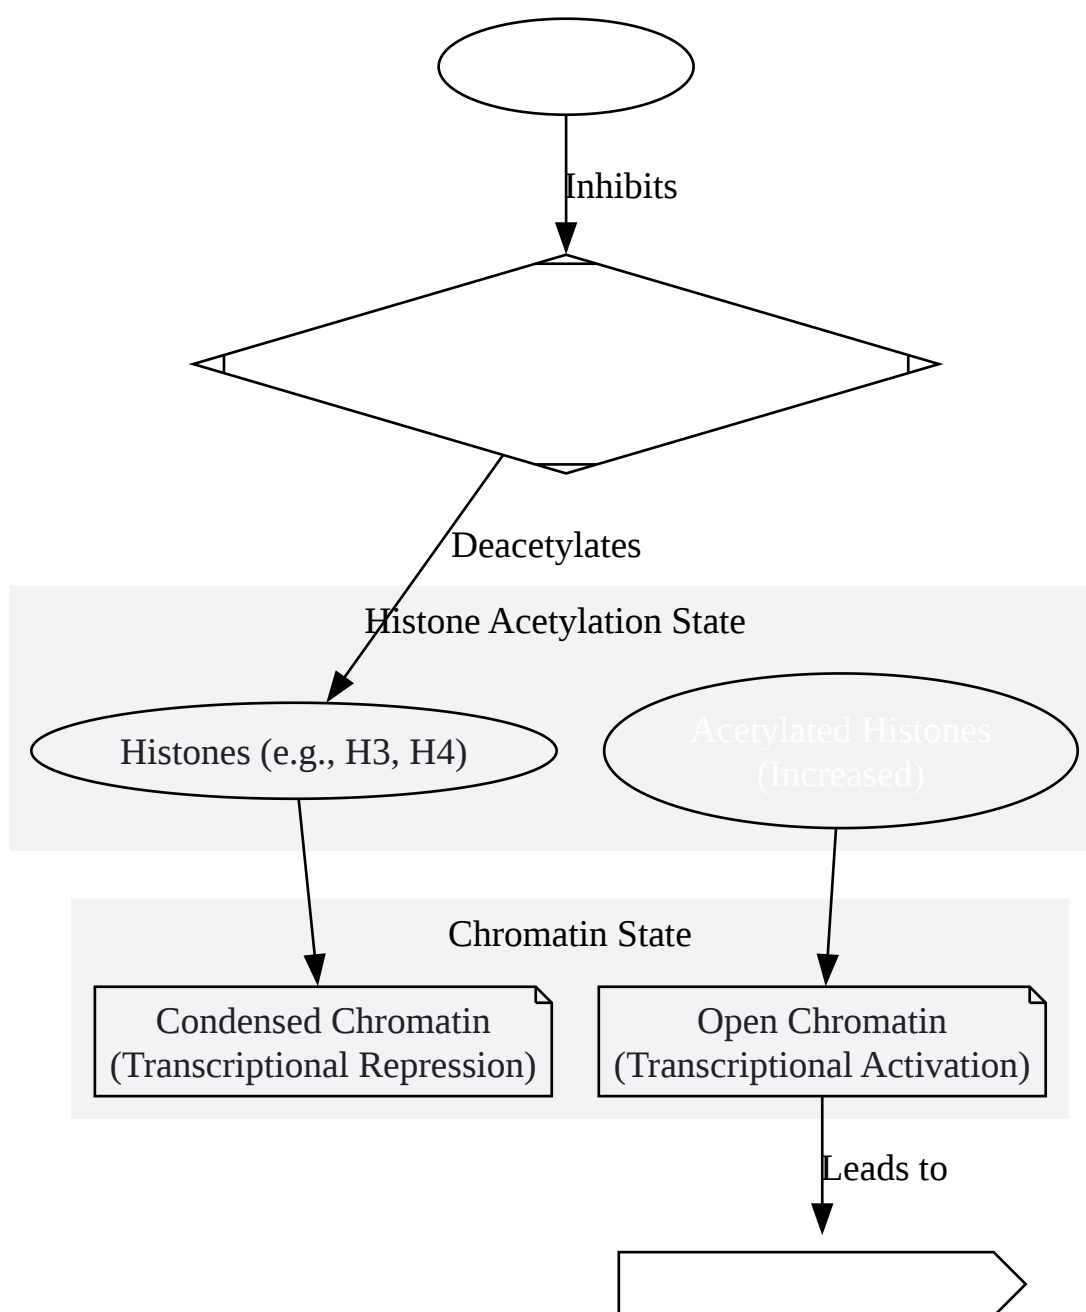 Inhibits
Deacetylates
Histone Acetylation State
Histones (e.g., H3, H4)
Acetylated Histones
(Increased)
Chromatin State
Condensed Chromatin
(Transcriptional Repression)
Open Chromatin
(Transcriptional Activation)
Leads to